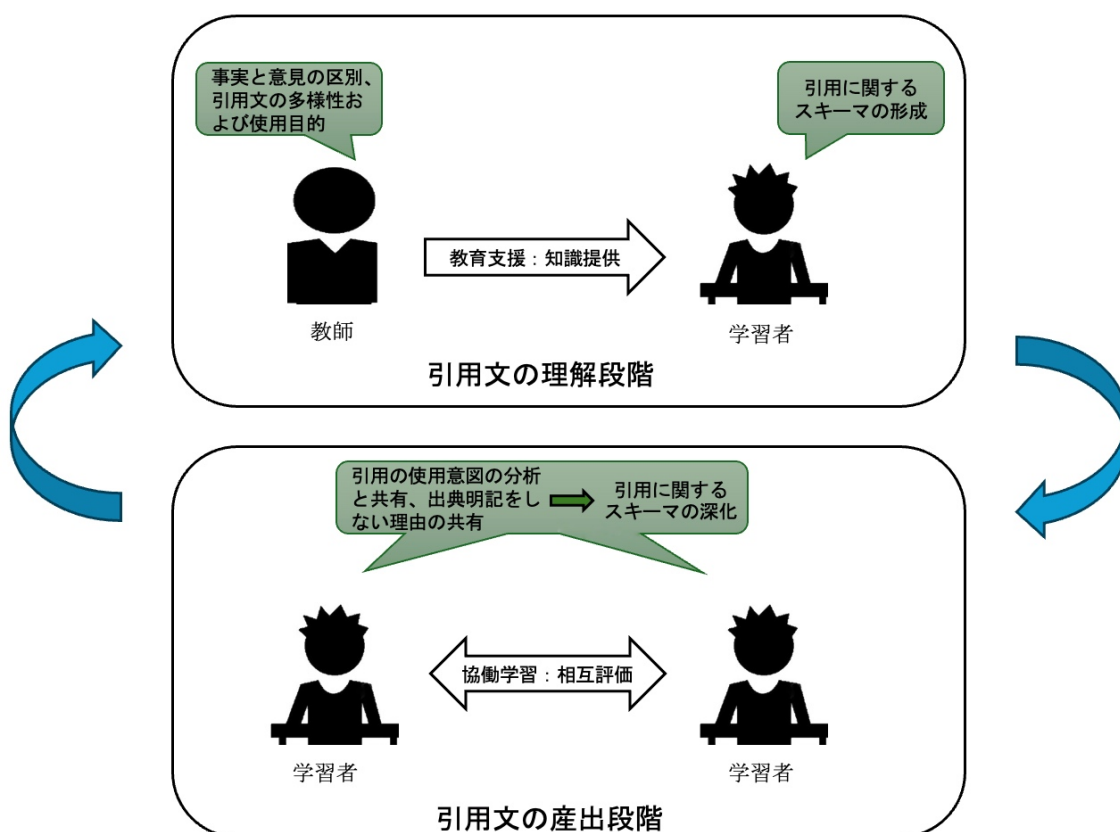 事実と意見の区別、
引用文の多様性お
よび使用目的
引用に関する
スキーマの形成
教育支援：知識提供
教師
学習者
引用文の理解段階
引用の使用意図の分析
と共有、出典明記をし
ない理由の共有
引用に関する
スキーマの深化
協働学習：相互評価
学習者
学習者
引用文の産出段階